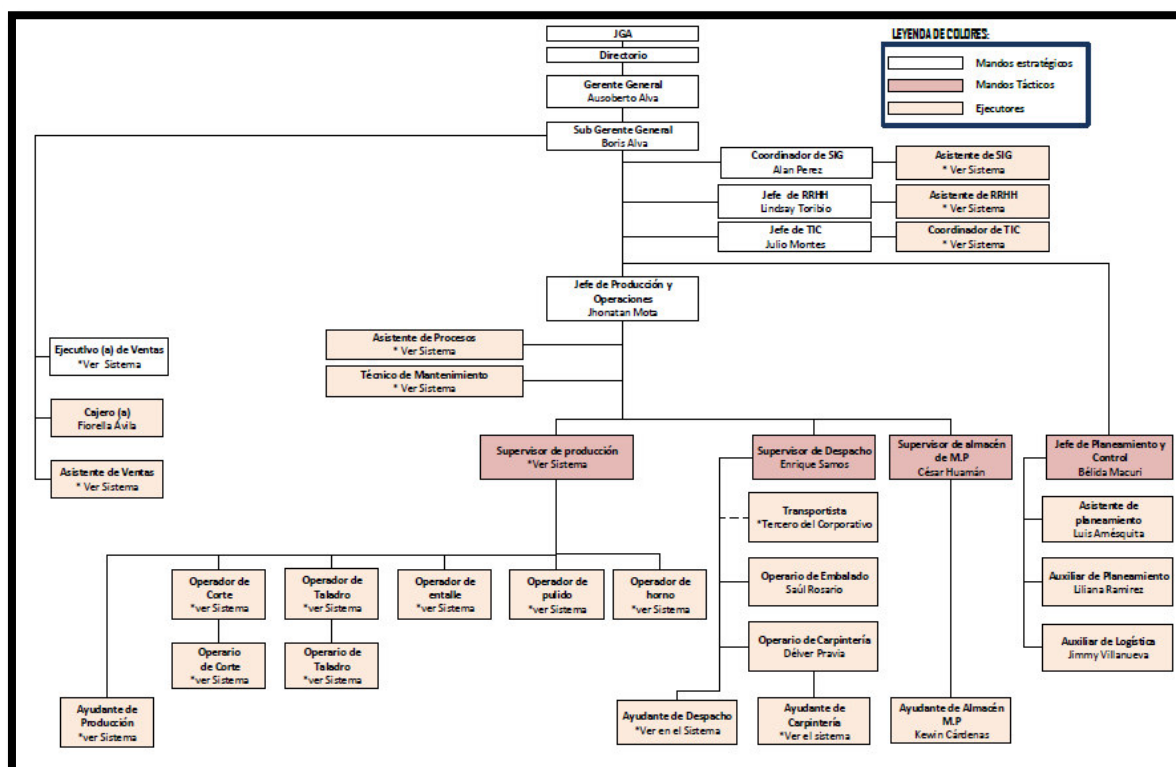 JGA
Directorio
Gerente General
Ausoberto Alva
Sub Gerente General
Boris Alva
LEYENDA DE COLORES:
Mandos estratégicos
Mandos Tácticos
Ejecutores
Coordinador de SIG
Alan Perez
Asistente de SIG
* Ver Sistema
Jefe de RRHH
Lindsay Toribio
Asistente de RRHH
* Ver Sistema
Jefe de TIC
Julio Montes
Coordinador de TIC
* Ver Sistema
Jefe de Producción y
Operaciones
Jhonatan Mota
Asistente de Procesos
* Ver Sistema
Técnico de Mantenimiento
* Ver Sistema
Ejecutivo (a) de Ventas
*Ver Sistema
Cajero (a)
Fiorella Ávila
Asistente de Ventas
* Ver Sistema
Supervisor de producción
*Ver Sistema
Supervisor de Despacho
Enrique Samos
Supervisor de almacén
de M.P
César Huamán
Jefe de Planeamiento y
Control
Bélida Macuri
Transportista
*Tercero del Corporativo
Asistente de
planeamiento
Luis Amésquita
Operador de
Corte
*ver Sistema
Operador de
Taladro
*ver Sistema
Operador de
entalle
*ver Sistema
Operador de
pulido
*ver Sistema
Operador de
horno
*ver Sistema
Operario de Embalado
Saúl Rosario
Auxiliar de Planeamiento
Liliana Ramirez
Operario
de Corte
*ver Sistema
Operario de
Taladro
*ver Sistema
Operario de Carpintería
Délver Pravia
Auxiliar de Logística
Jimmy Villanueva
Ayudante de
Producción
*ver Sistema
Ayudante de Despacho
*Ver en el Sistema
Ayudante de
Carpintería
*Ver el sistema
Ayudante de Almacén
M.P
Kewin Cárdenas